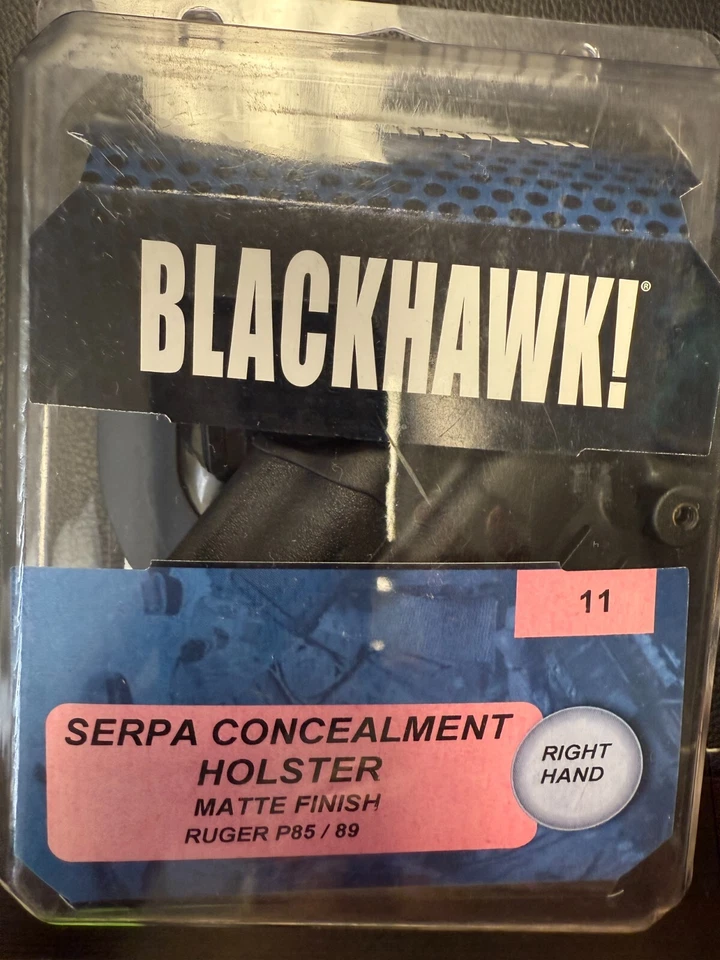 BLACKHAWK!®
11
SERPA CONCEALMENT
HOLSTER
MATTE FINISH
RUGER P85 / 89
RIGHT
HAND